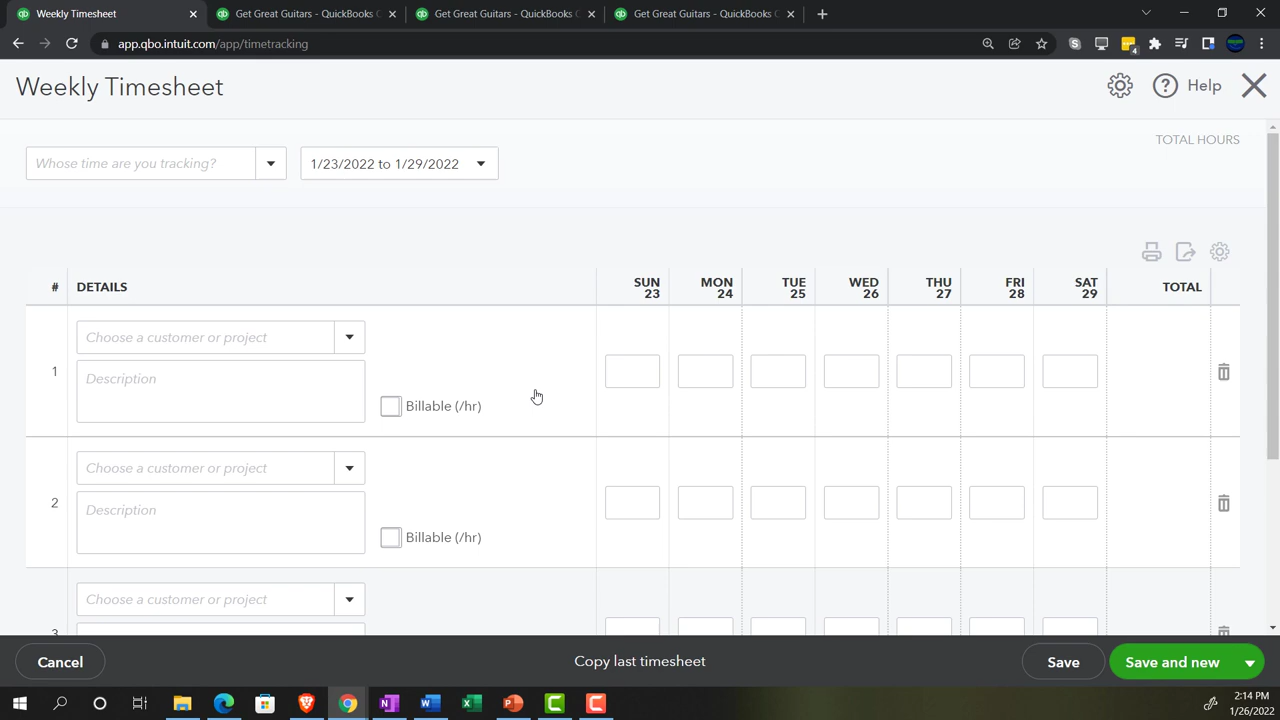 Weekly Timesheet
Get Great Guitars - QuickBooks C
Get Great Guitars - QuickBooks C
Get Great Guitars - QuickBooks C
app.qbo.intuit.com/app/timetracking
4
Weekly Timesheet
Help
TOTAL HOURS
Whose time are you tracking?
1/23/2022 to 1/29/2022
# DETAILS SUN 23 MON 24 TUE 25 WED 26 THU 27 FRI 28 SAT 29 TOTAL
Choose a customer or project
1
Description
Billable (/hr)
Choose a customer or project
2
Description
Billable (/hr)
Choose a customer or project
3
Cancel
Copy last timesheet
Save
Save and new
2:14 PM
1/26/2022